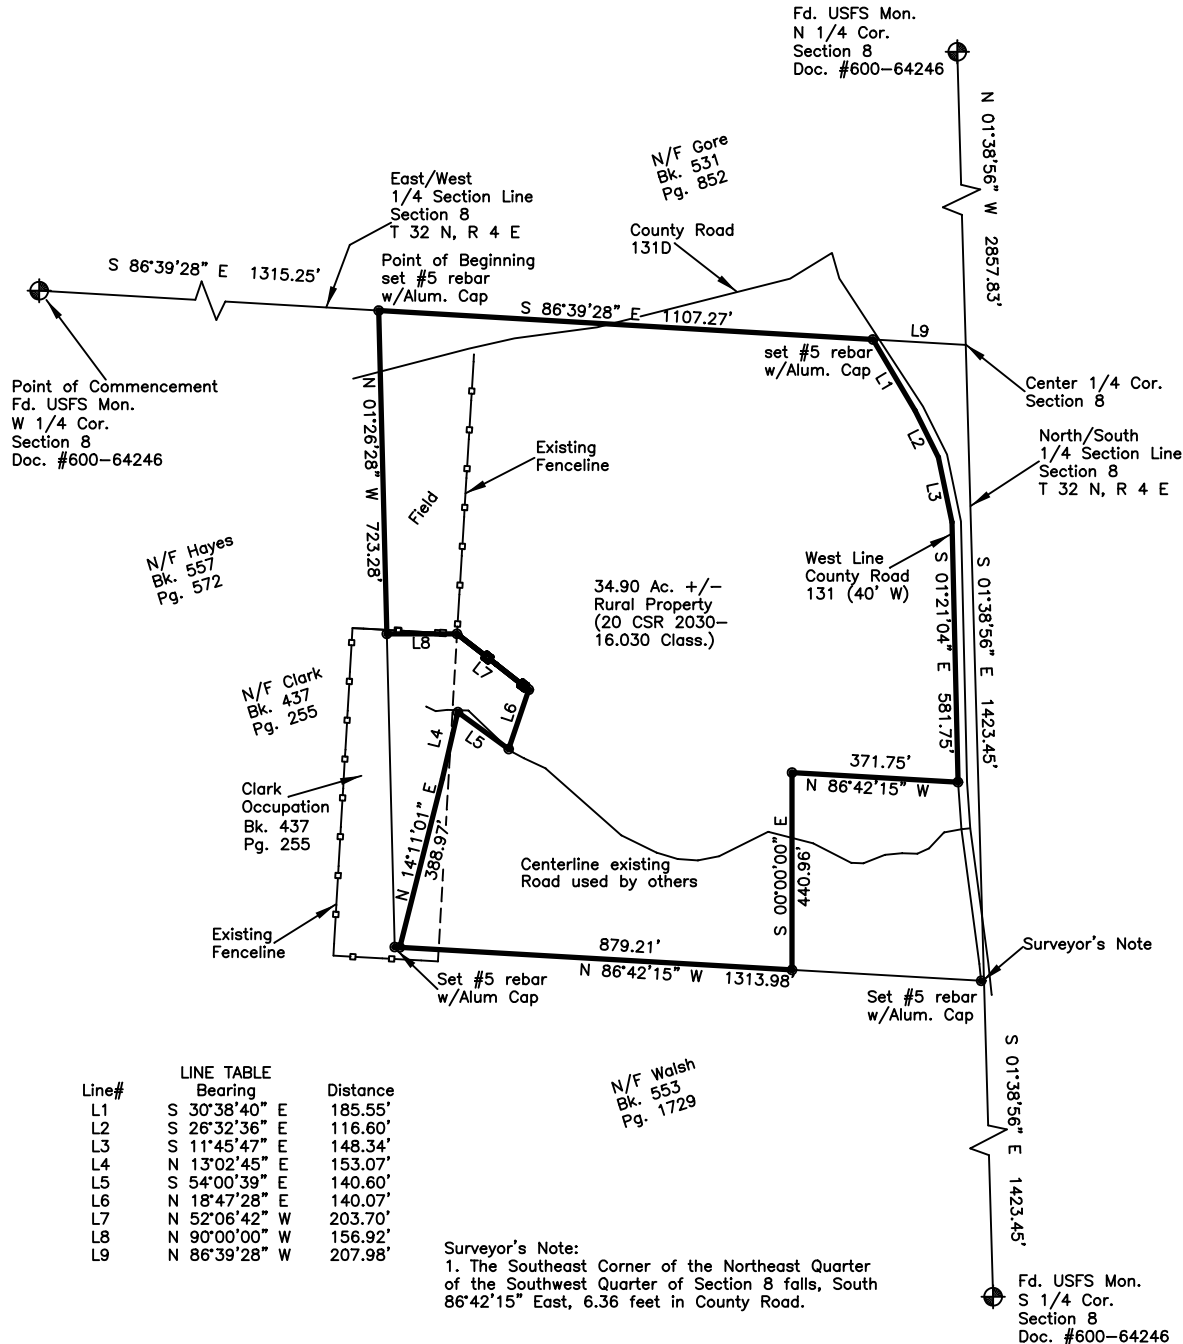 Fd. USFS Mon.
N 1/4 Cor.
Section 8
Doc. #600-64246
N 01°38'56" W 2857.83'
N/F Gore
Bk. 531
Pg. 852
East/West
1/4 Section Line
Section 8
T 32 N, R 4 E
County Road
131D
S 86°39'28" E 1315.25'
Point of Beginning
set #5 rebar
w/Alum. Cap
S 86°39'28" E 1107.27'
L9
set #5 rebar
w/Alum. Cap
L1
Point of Commencement
Fd. USFS Mon.
W 1/4 Cor.
Section 8
Doc. #600-64246
Center 1/4 Cor.
Section 8
N 01°26'28" W 723.28'
L2
North/South
1/4 Section Line
Section 8
T 32 N, R 4 E
Existing
Fenceline
L3
Field
N/F Hayes
Bk. 557
Pg. 572
West Line
County Road
131 (40' W)
S 01°21'04" E 581.75'
S 01°38'56" E 1423.45'
34.90 Ac. +/-
Rural Property
(20 CSR 2030-
16.030 Class.)
L8
L7
N/F Clark
Bk. 437
Pg. 255
L6
L4
L5
371.75'
N 86°42'15" W
Clark
Occupation
Bk. 437
Pg. 255
N 14°11'01" E
388.97'
S 00°00'00" E
440.96'
Centerline existing
Road used by others
Existing
Fenceline
879.21'
N 86°42'15" W 1313.98'
Surveyor's Note
Set #5 rebar
w/Alum Cap
Set #5 rebar
w/Alum. Cap
S 01°38'56" E 1423.45'
N/F Walsh
Bk. 553
Pg. 1729
LINE TABLE
Line# Bearing Distance
L1 S 30°38'40" E 185.55'
L2 S 26°32'36" E 116.60'
L3 S 11°45'47" E 148.34'
L4 N 13°02'45" E 153.07'
L5 S 54°00'39" E 140.60'
L6 N 18°47'28" E 140.07'
L7 N 52°06'42" W 203.70'
L8 N 90°00'00" W 156.92'
L9 N 86°39'28" W 207.98'
Surveyor's Note:
1. The Southeast Corner of the Northeast Quarter
of the Southwest Quarter of Section 8 falls, South
86°42'15" East, 6.36 feet in County Road.
Fd. USFS Mon.
S 1/4 Cor.
Section 8
Doc. #600-64246